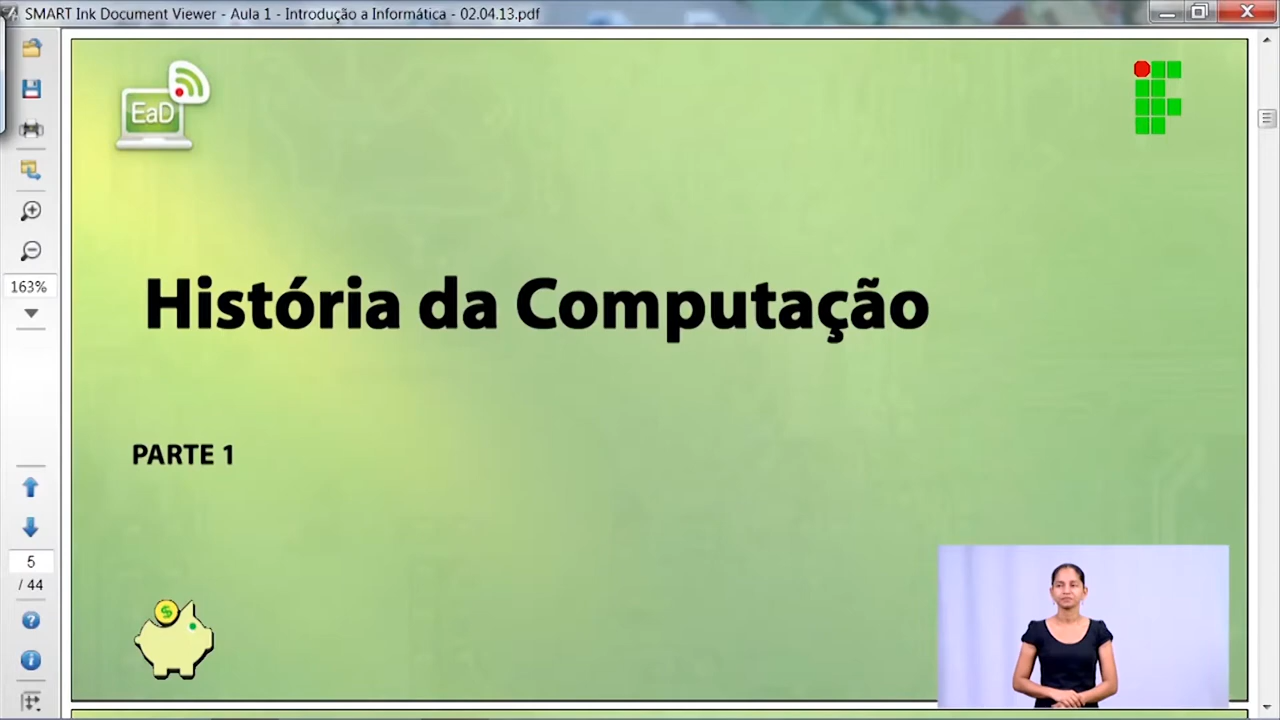 SMART Ink Document Viewer - Aula 1 - Introdução a Informática - 02.04.13.pdf
EaD
163%
História da Computação
PARTE 1
5
/ 44
$